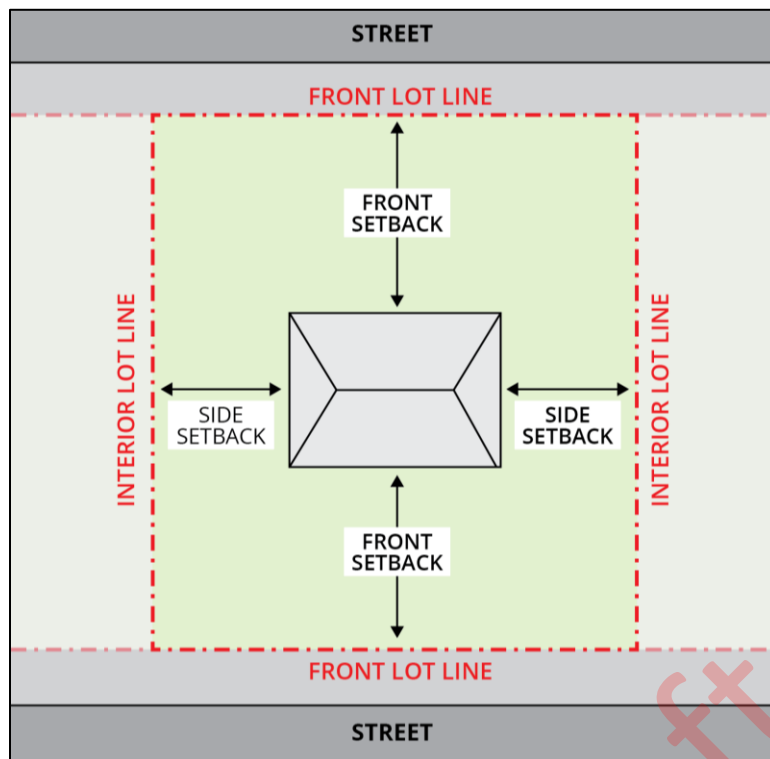 STREET
FRONT LOT LINE
FRONT
SETBACK
INTERIOR LOT LINE
SIDE
SETBACK
SIDE
SETBACK
INTERIOR LOT LINE
FRONT
SETBACK
FRONT LOT LINE
STREET
ft